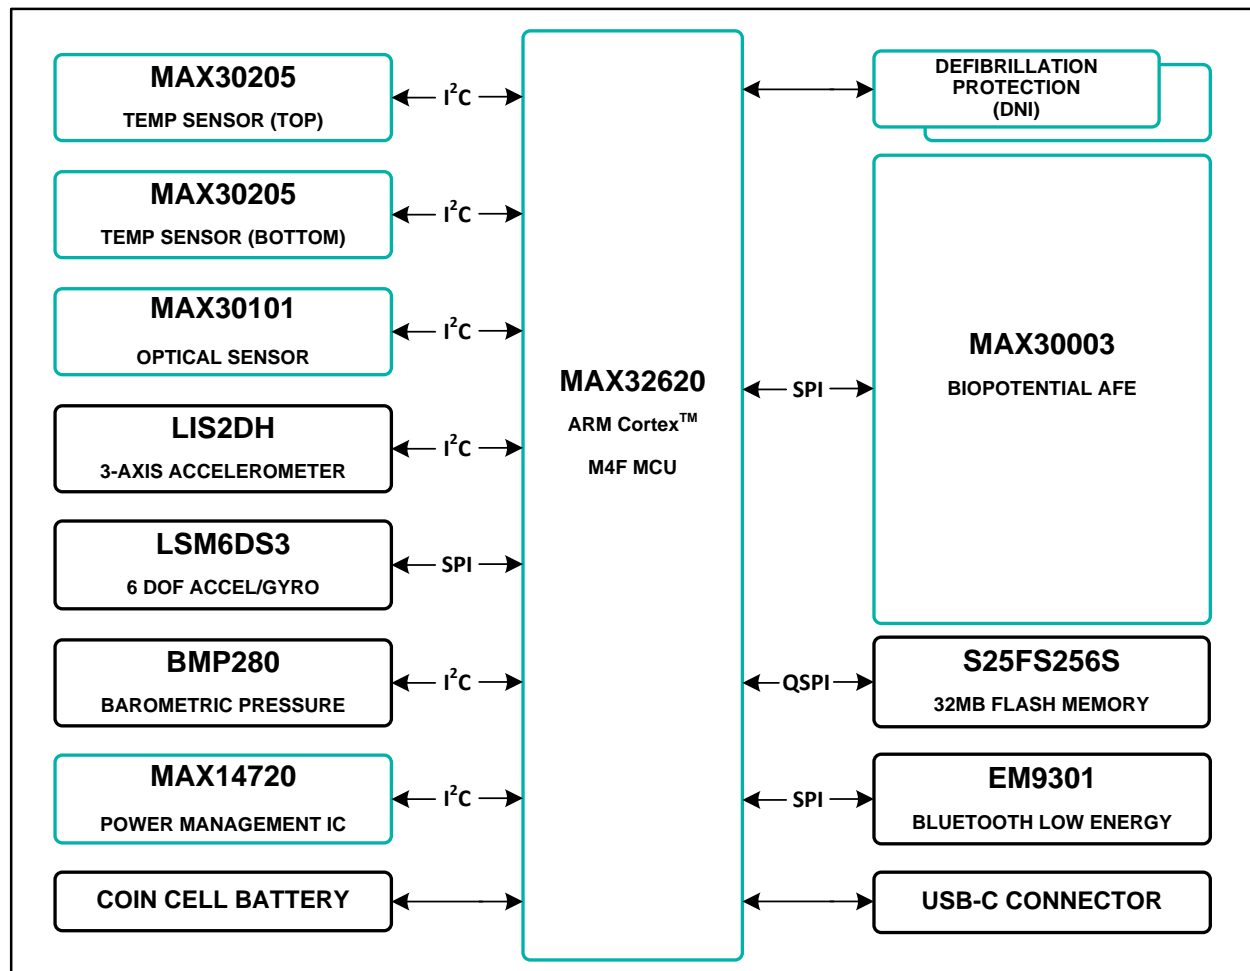 MAX30205
TEMP SENSOR (TOP)
I²C
MAX30205
TEMP SENSOR (BOTTOM)
I²C
MAX30101
OPTICAL SENSOR
I²C
LIS2DH
3-AXIS ACCELEROMETER
I²C
LSM6DS3
6 DOF ACCEL/GYRO
SPI
BMP280
BAROMETRIC PRESSURE
I²C
MAX14720
POWER MANAGEMENT IC
I²C
COIN CELL BATTERY
MAX32620
ARM Cortex™
M4F MCU
DEFIBRILLATION
PROTECTION
(DNI)
SPI
MAX30003
BIOPOTENTIAL AFE
QSPI
S25FS256S
32MB FLASH MEMORY
SPI
EM9301
BLUETOOTH LOW ENERGY
USB-C CONNECTOR